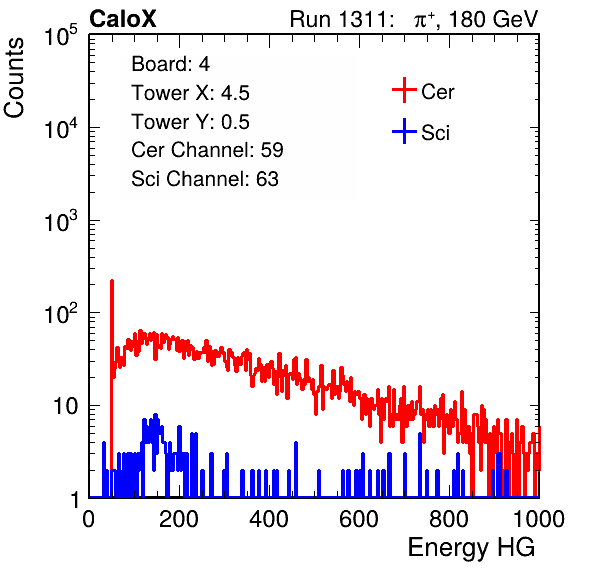 CaloX Run 1311: π⁺, 180 GeV
Counts
10⁵
10⁴
10³
10²
10
1
Board: 4
Tower X: 4.5
Tower Y: 0.5
Cer Channel: 59
Sci Channel: 63
Cer
Sci
0 200 400 600 800 1000
Energy HG